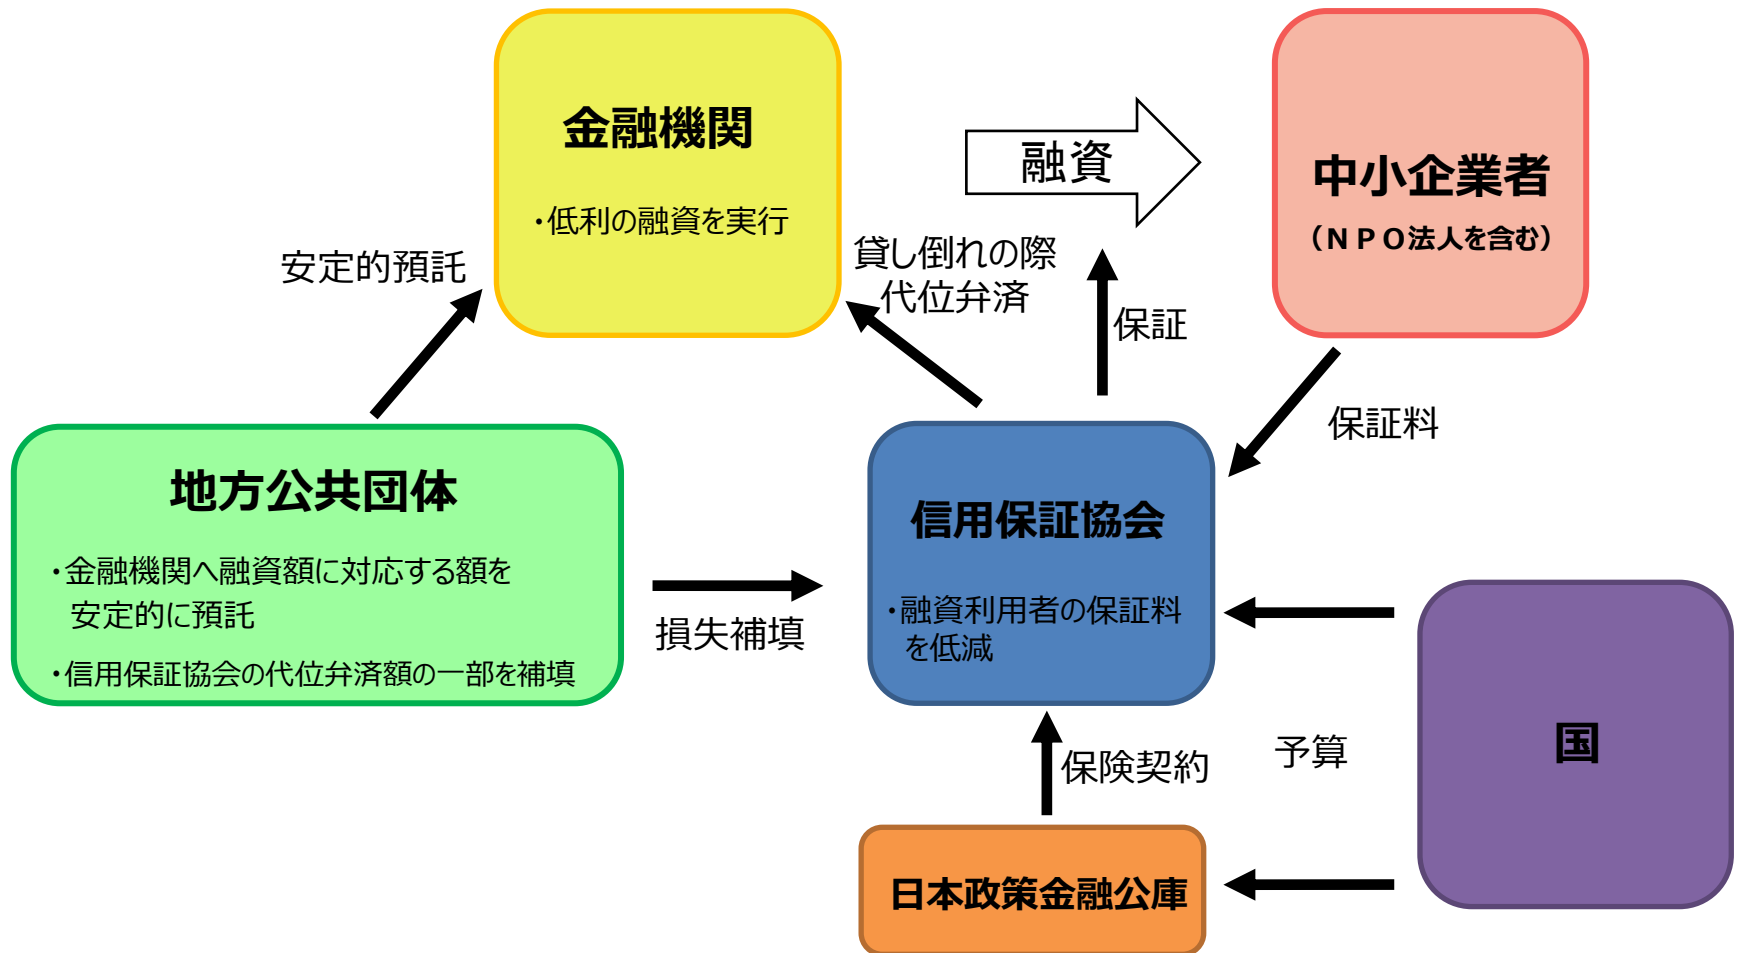 金融機関
・低利の融資を実行
融資
中小企業者
（ＮＰＯ法人を含む）
安定的預託
貸し倒れの際
代位弁済
保証
保証料
地方公共団体
・金融機関へ融資額に対応する額を
安定的に預託
・信用保証協会の代位弁済額の一部を補填
損失補填
信用保証協会
・融資利用者の保証料
を低減
保険契約
予算
国
日本政策金融公庫